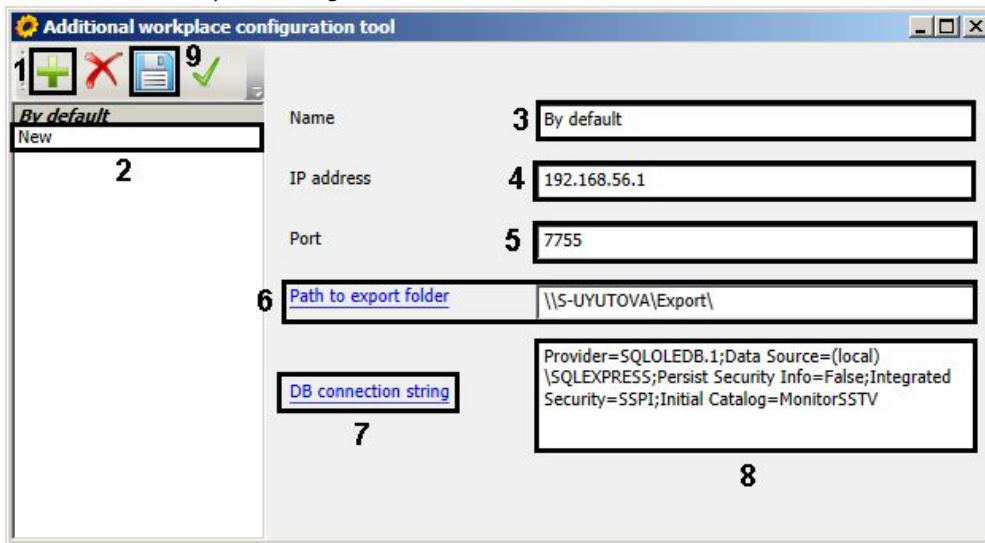 Additional workplace configuration tool
1
9
By default
New
2
Name
3
By default
IP address
4
192.168.56.1
Port
5
7755
6
Path to export folder
\\S-UYUTOVA\Export\
DB connection string
7
Provider=SQLOLEDB.1;Data Source=(local)
\SQLEXPRESS;Persist Security Info=False;Integrated
Security=SSPI;Initial Catalog=MonitorSSTV
8